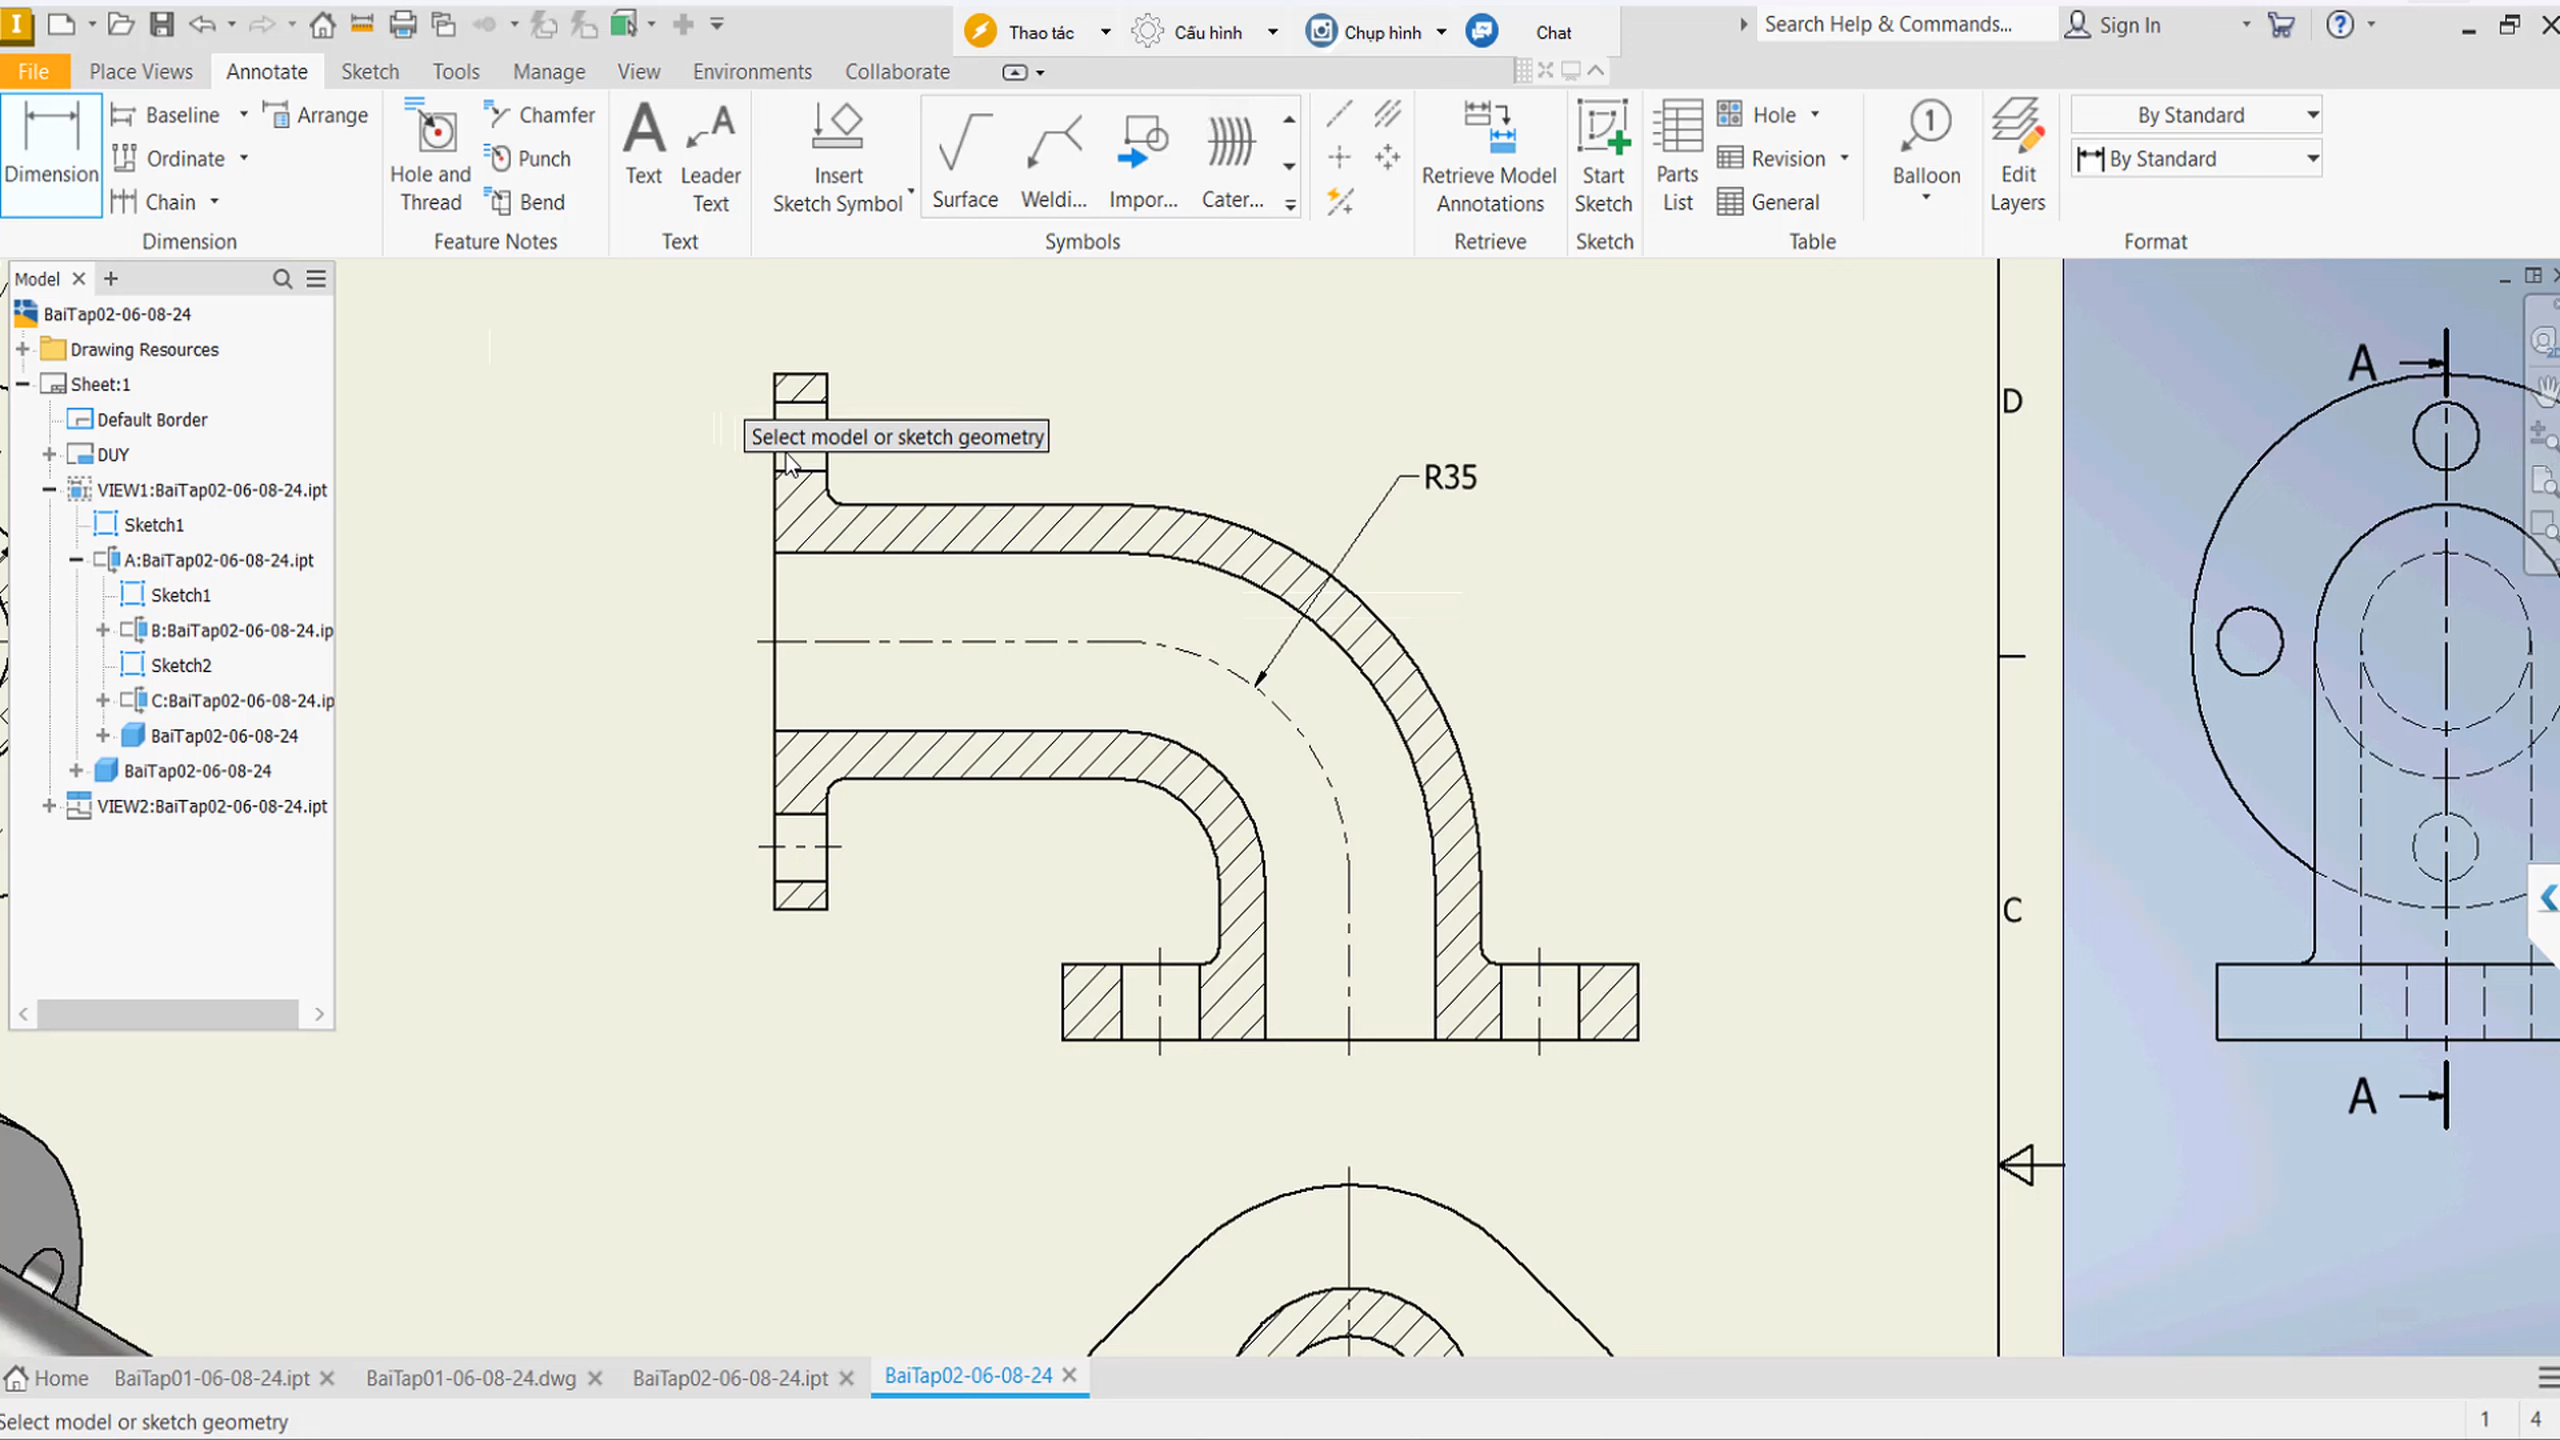 I
Thao tác
Cấu hình
Chụp hình
Chat
Search Help & Commands...
Sign In
File
Place Views
Annotate
Sketch
Tools
Manage
View
Environments
Collaborate
Dimension
Baseline
Ordinate
Chain
Arrange
Dimension
Hole and
Thread
Chamfer
Punch
Bend
Feature Notes
Text
Leader
Text
Text
Insert
Sketch Symbol
Surface
Weldi...
Impor...
Cater...
Symbols
Retrieve Model
Annotations
Retrieve
Start
Sketch
Sketch
Parts
List
Hole
Revision
General
Table
Balloon
Edit
Layers
By Standard
By Standard
Format
Model
BaiTap02-06-08-24
Drawing Resources
Sheet:1
Default Border
DUY
VIEW1:BaiTap02-06-08-24.ipt
Sketch1
A:BaiTap02-06-08-24.ipt
Sketch1
B:BaiTap02-06-08-24.ip
Sketch2
C:BaiTap02-06-08-24.ip
BaiTap02-06-08-24
BaiTap02-06-08-24
VIEW2:BaiTap02-06-08-24.ipt
Select model or sketch geometry
R35
D
C
A
A
Home
BaiTap01-06-08-24.ipt
BaiTap01-06-08-24.dwg
BaiTap02-06-08-24.ipt
BaiTap02-06-08-24
Select model or sketch geometry
1
4